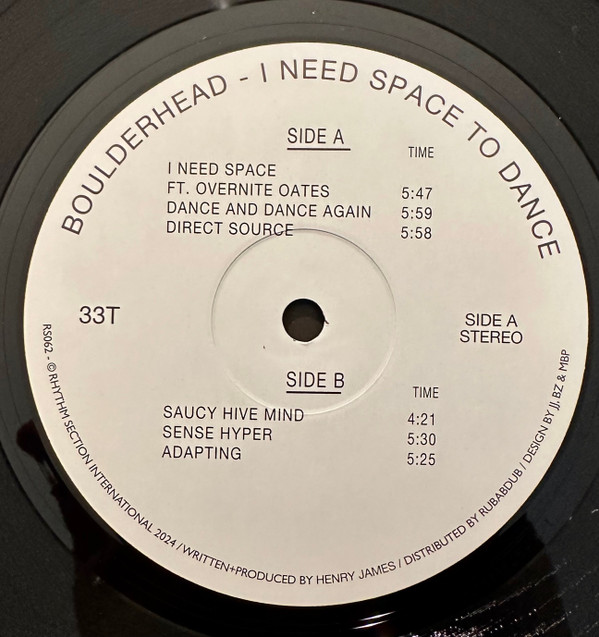 BOULDERHEAD - I NEED SPACE TO DANCE
SIDE A
TIME
I NEED SPACE
FT. OVERNITE OATES 5:47
DANCE AND DANCE AGAIN 5:59
DIRECT SOURCE 5:58
33T
SIDE A
STEREO
SIDE B
TIME
SAUCY HIVE MIND 4:21
SENSE HYPER 5:30
ADAPTING 5:25
RS062 - © RHYTHM SECTION INTERNATIONAL 2024 / WRITTEN+PRODUCED BY HENRY JAMES / DISTRIBUTED BY RUBABDUB / DESIGN BY JJ, BZ & MBP